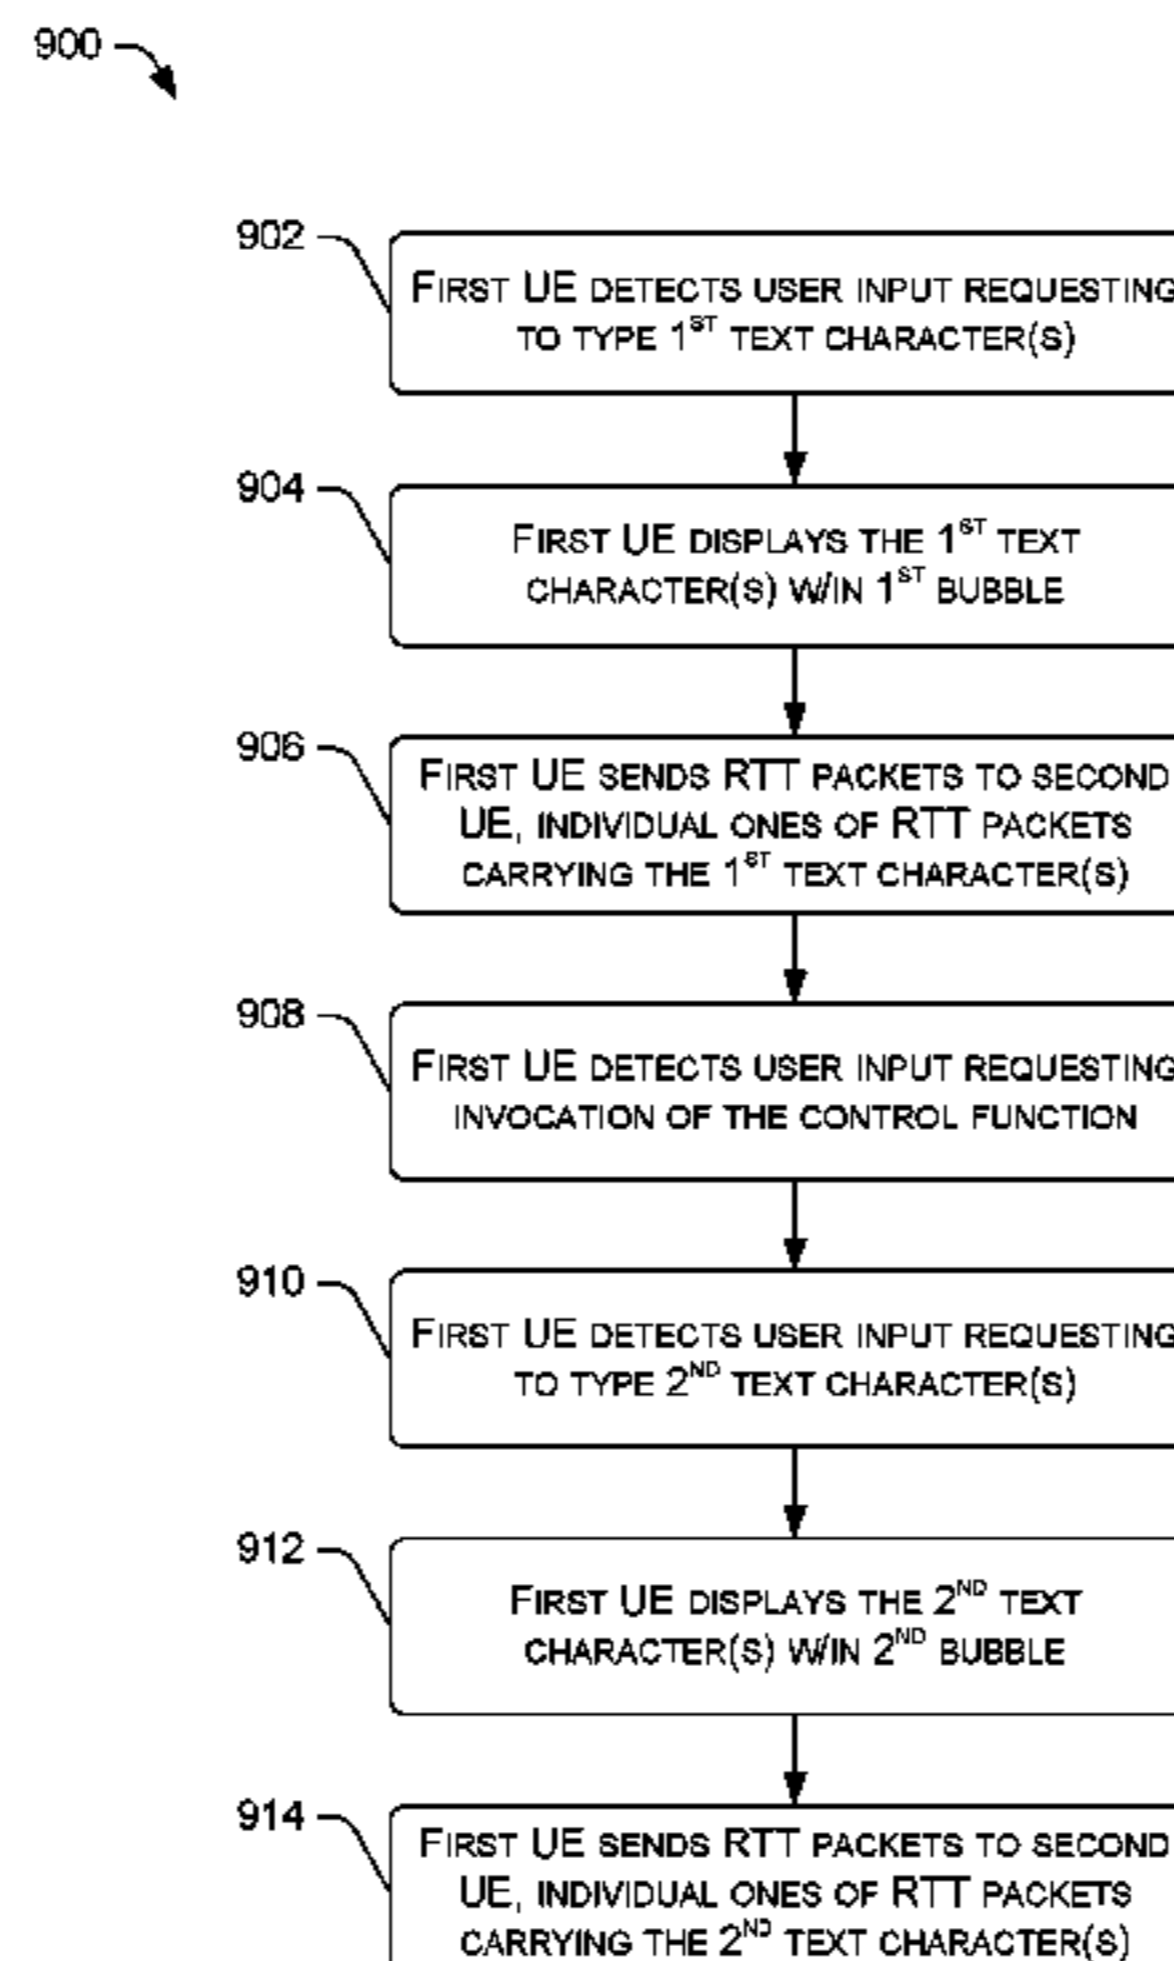 900
902
FIRST UE DETECTS USER INPUT REQUESTING
TO TYPE 1ST TEXT CHARACTER(S)
904
FIRST UE DISPLAYS THE 1ST TEXT
CHARACTER(S) W/IN 1ST BUBBLE
906
FIRST UE SENDS RTT PACKETS TO SECOND
UE, INDIVIDUAL ONES OF RTT PACKETS
CARRYING THE 1ST TEXT CHARACTER(S)
908
FIRST UE DETECTS USER INPUT REQUESTING
INVOCATION OF THE CONTROL FUNCTION
910
FIRST UE DETECTS USER INPUT REQUESTING
TO TYPE 2ND TEXT CHARACTER(S)
912
FIRST UE DISPLAYS THE 2ND TEXT
CHARACTER(S) W/IN 2ND BUBBLE
914
FIRST UE SENDS RTT PACKETS TO SECOND
UE, INDIVIDUAL ONES OF RTT PACKETS
CARRYING THE 2ND TEXT CHARACTER(S)